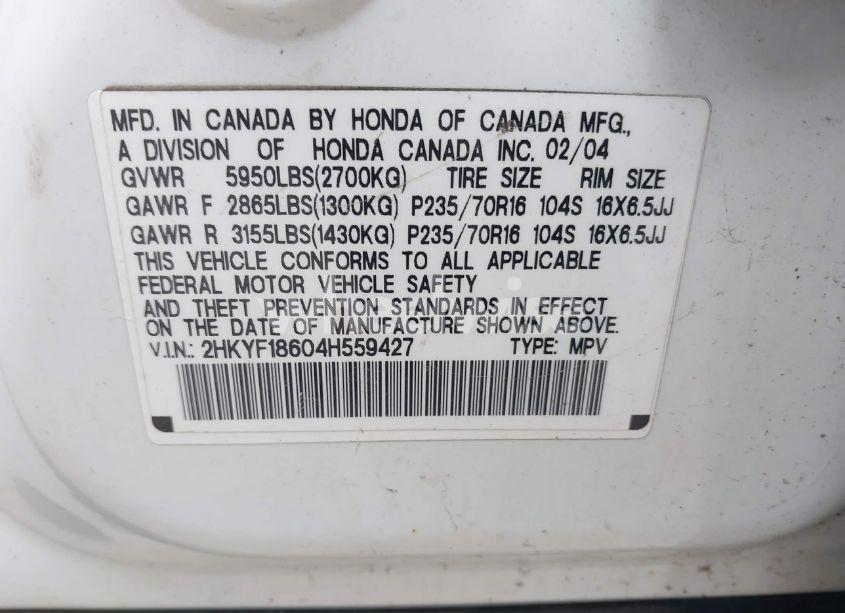 MFD. IN CANADA BY HONDA OF CANADA MFG.,
A DIVISION OF HONDA CANADA INC. 02/04
GVWR 5950LBS(2700KG) TIRE SIZE RIM SIZE
GAWR F 2865LBS(1300KG) P235/70R16 104S 16X6.5JJ
GAWR R 3155LBS(1430KG) P235/70R16 104S 16X6.5JJ
THIS VEHICLE CONFORMS TO ALL APPLICABLE
FEDERAL MOTOR VEHICLE SAFETY
AND THEFT PREVENTION STANDARDS IN EFFECT
ON THE DATE OF MANUFACTURE SHOWN ABOVE.
V.I.N.: 2HKYF18604H559427 TYPE: MPV